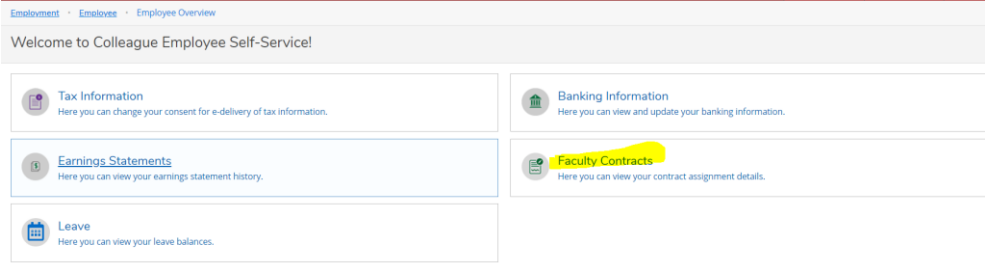 Employment · Employee · Employee Overview
Welcome to Colleague Employee Self-Service!
Tax Information
Here you can change your consent for e-delivery of tax information.
Banking Information
Here you can view and update your banking information.
Earnings Statements
Here you can view your earnings statement history.
Faculty Contracts
Here you can view your contract assignment details.
Leave
Here you can view your leave balances.